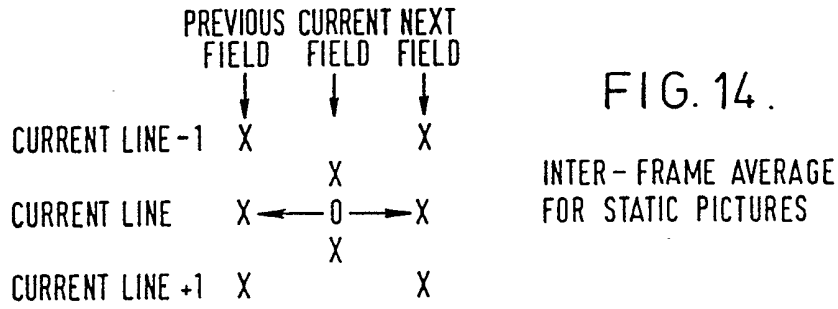 PREVIOUS CURRENT NEXT
FIELD FIELD FIELD
FIG. 14.
CURRENT LINE-1 X X
X
INTER-FRAME AVERAGE
FOR STATIC PICTURES
CURRENT LINE X O X
X
CURRENT LINE +1 X X